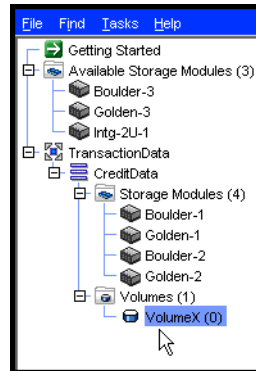 File Find Tasks Help
Getting Started
Available Storage Modules (3)
Boulder-3
Golden-3
Intg-2U-1
TransactionData
CreditData
Storage Modules (4)
Boulder-1
Golden-1
Boulder-2
Golden-2
Volumes (1)
VolumeX (0)